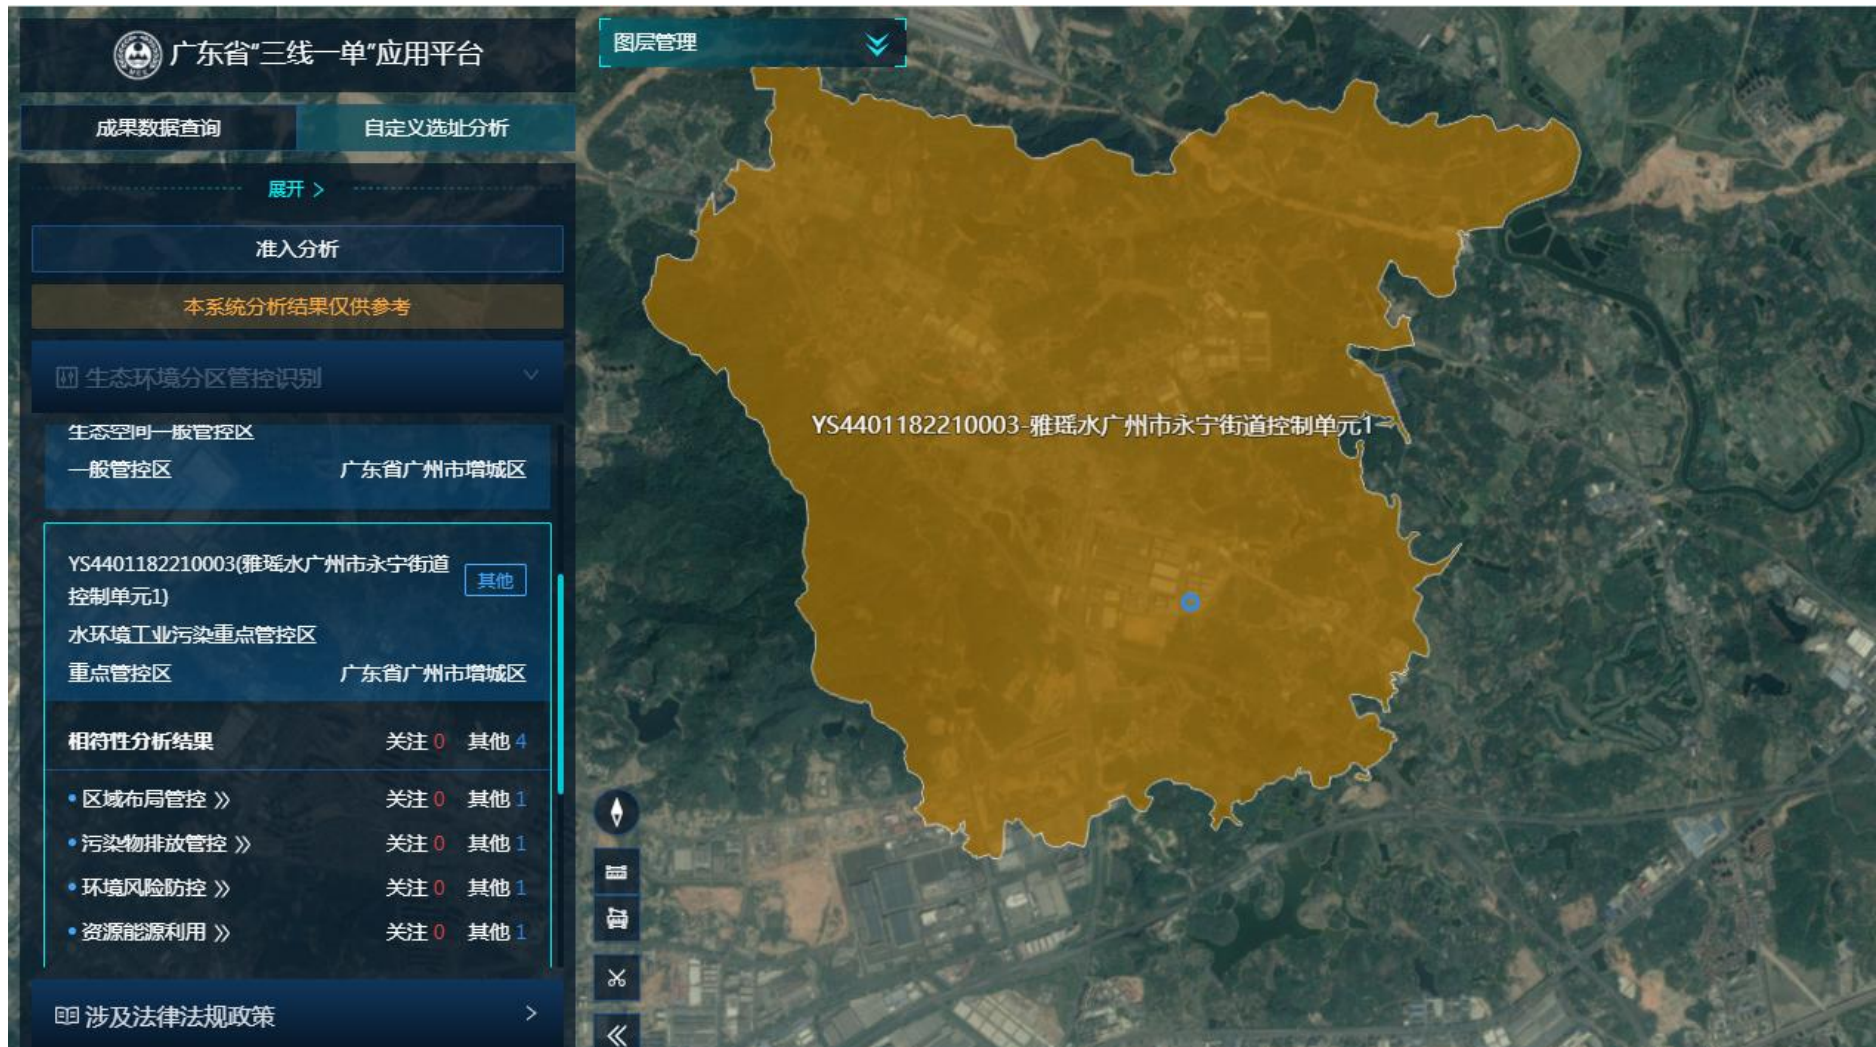 广东省"三线一单"应用平台
成果数据查询
自定义选址分析
展开 >
准入分析
本系统分析结果仅供参考
生态环境分区管控识别
生态空间一般管控区
一般管控区 广东省广州市增城区
YS4401182210003(雅瑶水广州市永宁街道
控制单元1)
其他
水环境工业污染重点管控区
重点管控区 广东省广州市增城区
相符性分析结果 关注 0 其他 4
• 区域布局管控 》 关注 0 其他 1
• 污染物排放管控 》 关注 0 其他 1
• 环境风险防控 》 关注 0 其他 1
• 资源能源利用 》 关注 0 其他 1
涉及法律法规政策 >
图层管理
YS4401182210003-雅瑶水广州市永宁街道控制单元1